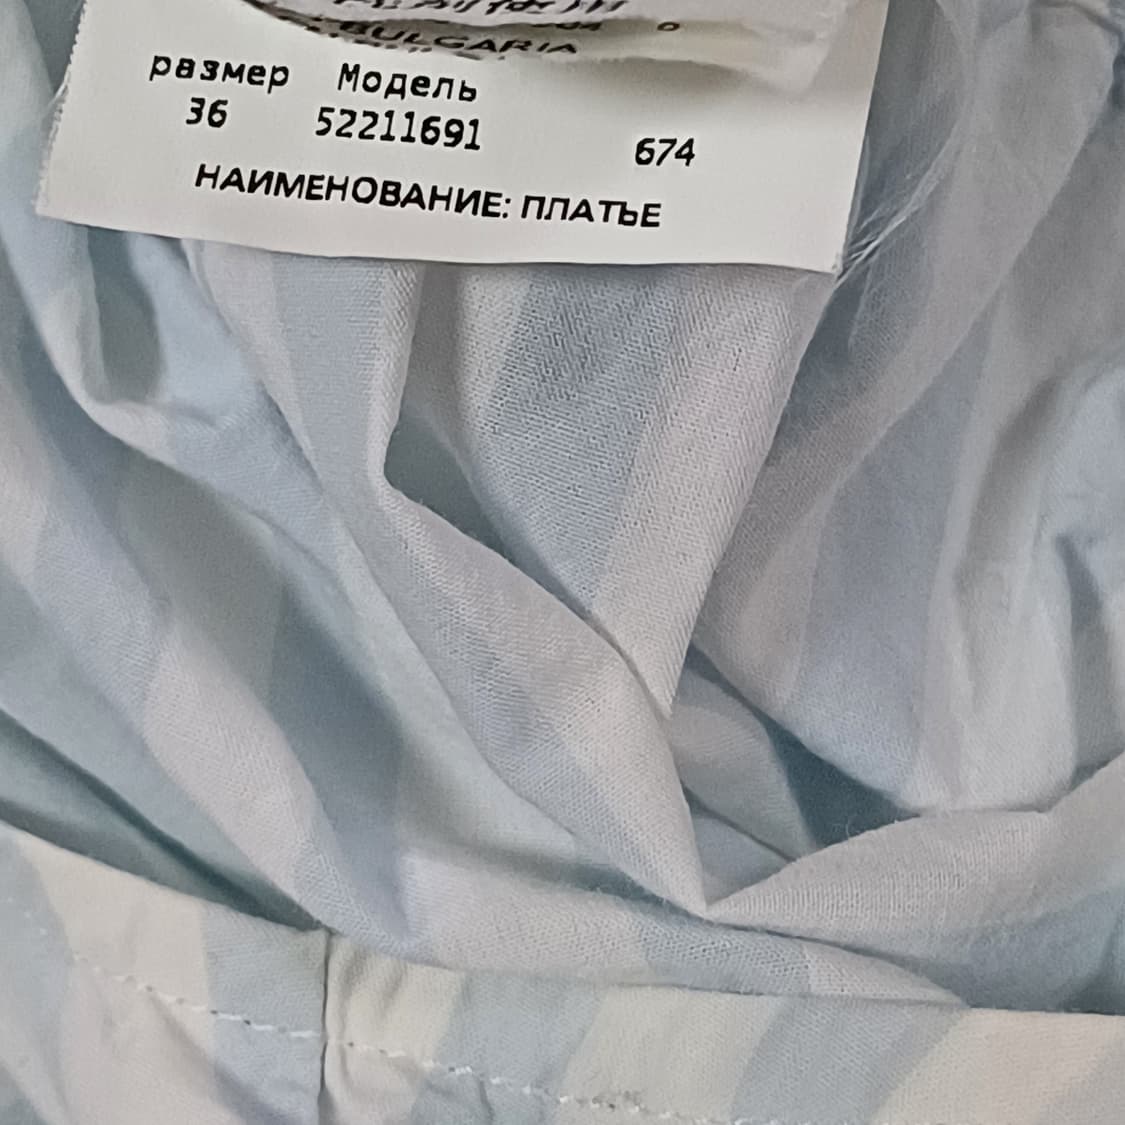 BULGARIA
размер Модель
36 52211691 674
НАИМЕНОВАНИЕ: ПЛАТЬЕ